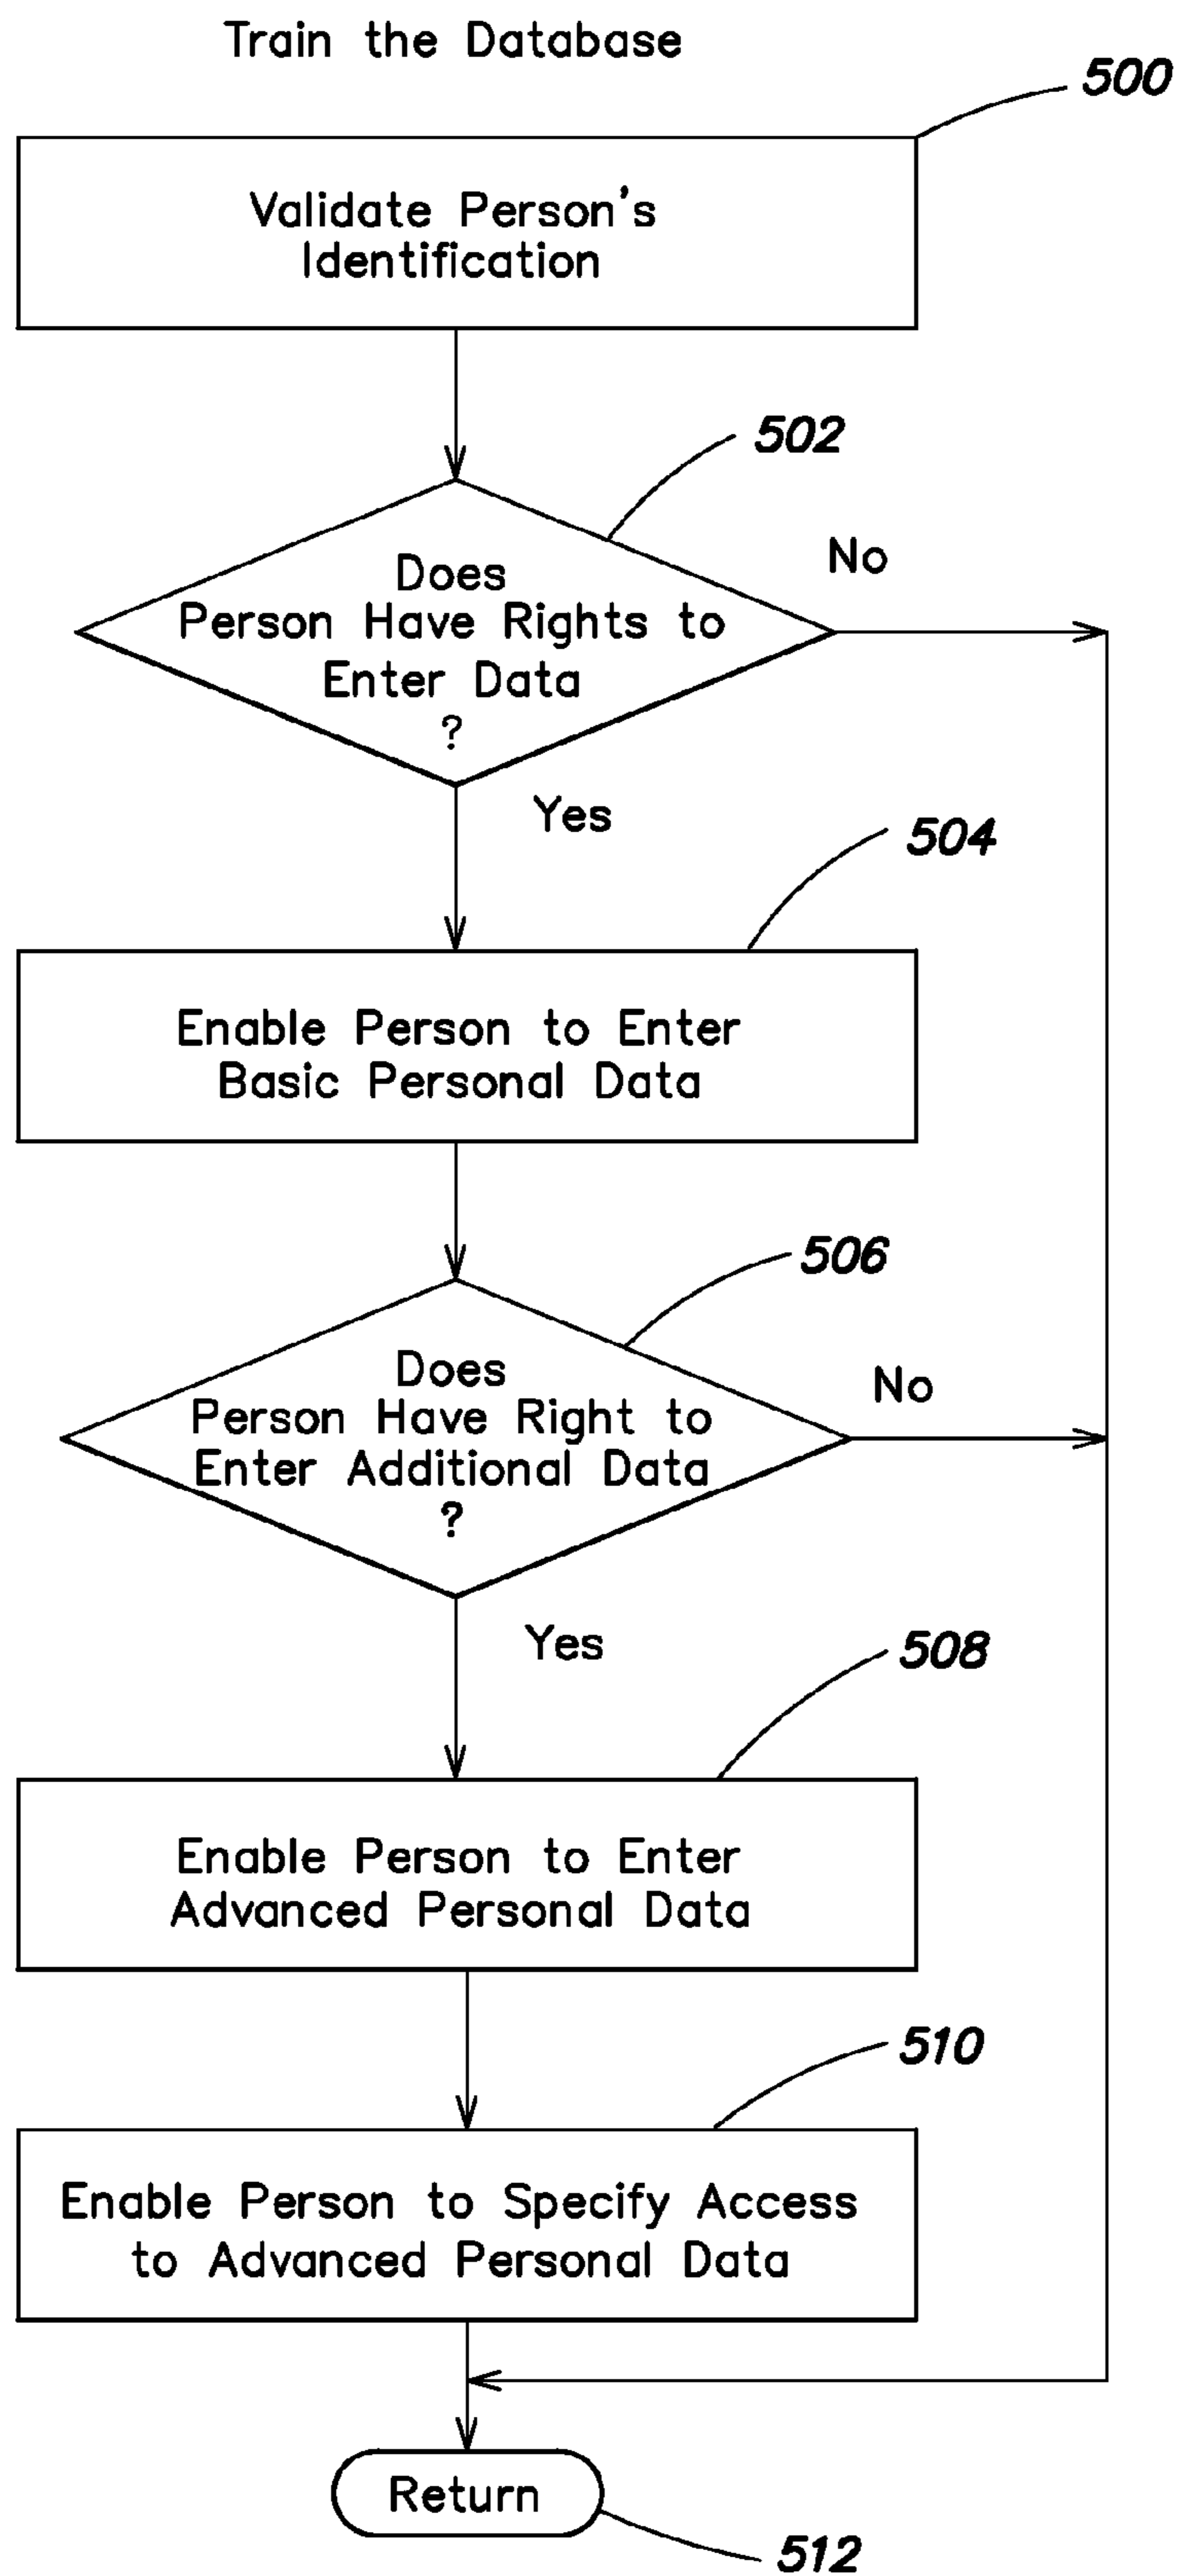 Train the Database
500
Validate Person's
Identification
502
Does
Person Have Rights to
Enter Data
?
No
Yes
504
Enable Person to Enter
Basic Personal Data
506
Does
Person Have Right to
Enter Additional Data
?
No
Yes
508
Enable Person to Enter
Advanced Personal Data
510
Enable Person to Specify Access
to Advanced Personal Data
Return
512